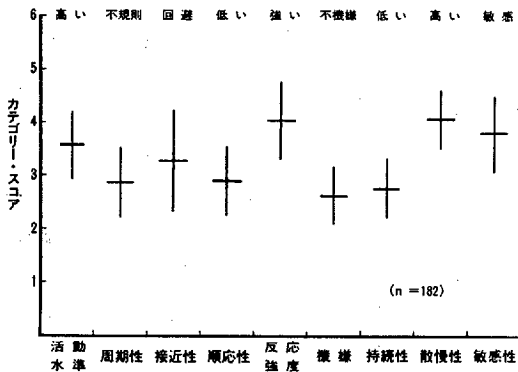 高い 不規則 回避 低い 強い 不機嫌 低い 高い 敏感
6
5
4
3
2
1
カテゴリー・スコア
(n =182)
活動水準 周期性 接近性 順応性 反応強度 機嫌 持続性 散慢性 敏感性